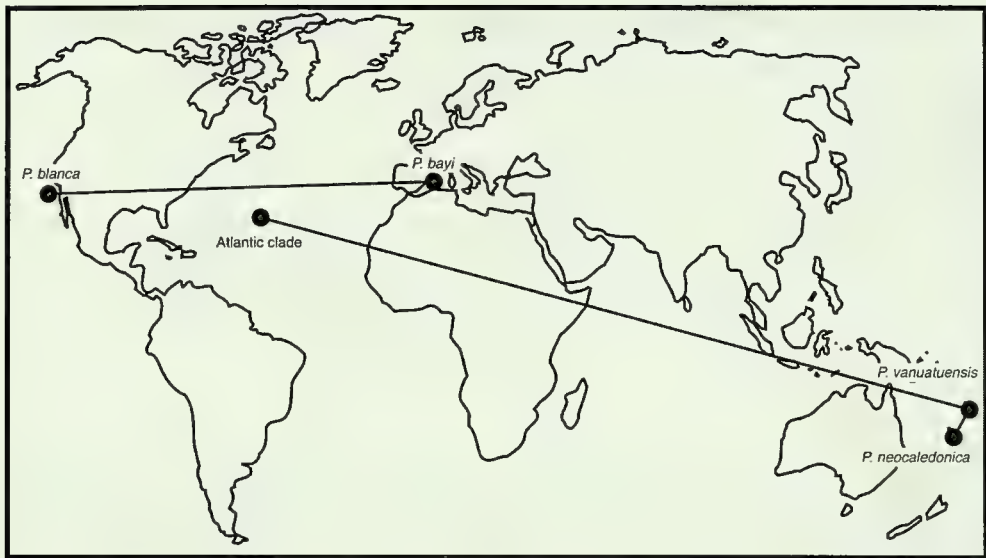 P. bayi
P. blanca
Atlantic clade
P. vanuatuensis
P. neocaledonica